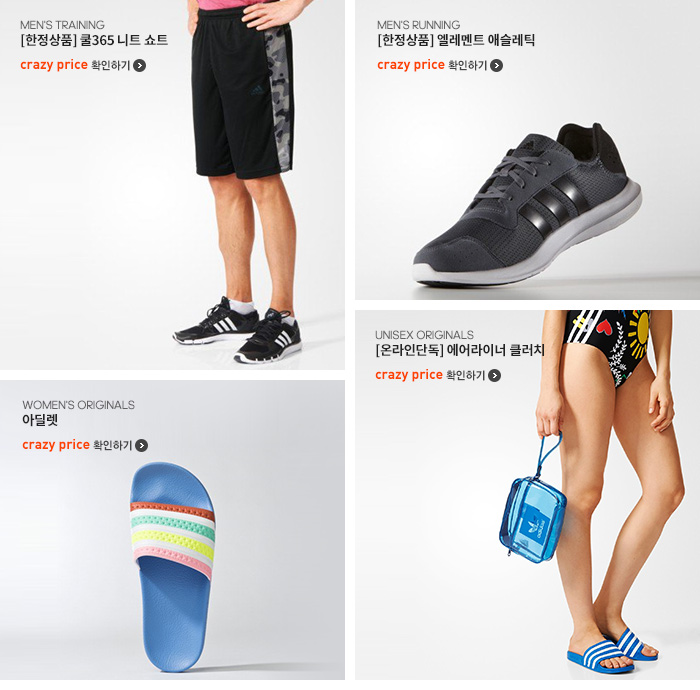 MEN'S TRAINING
[한정상품] 쿨365 니트 쇼트
crazy price 확인하기
MEN'S RUNNING
[한정상품] 엘레멘트 애슬레틱
crazy price 확인하기
WOMEN'S ORIGINALS
아딜렛
crazy price 확인하기
UNISEX ORIGINALS
[온라인단독] 에어라이너 클러치
crazy price 확인하기
adidas